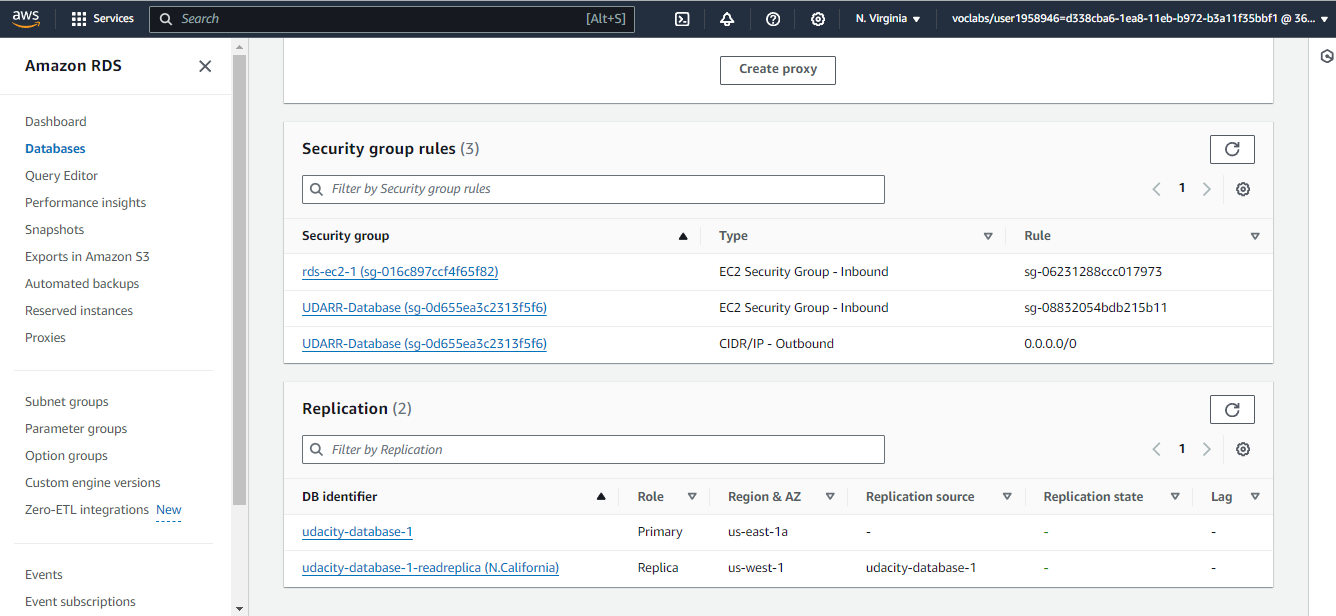 aws Services Search [Alt+S] N. Virginia voclabs/user1958946=d338cba6-1ea8-11eb-b972-b3a11f35bbf1 @ 36...
Amazon RDS
Dashboard
Databases
Query Editor
Performance insights
Snapshots
Exports in Amazon S3
Automated backups
Reserved instances
Proxies
Subnet groups
Parameter groups
Option groups
Custom engine versions
Zero-ETL integrations New
Events
Event subscriptions
Create proxy
Security group rules (3)
Filter by Security group rules
1
Security group Type Rule
rds-ec2-1 (sg-016c897ccf4f65f82) EC2 Security Group - Inbound sg-06231288ccc017973
UDARR-Database (sg-0d655ea3c2313f5f6) EC2 Security Group - Inbound sg-08832054bdb215b11
UDARR-Database (sg-0d655ea3c2313f5f6) CIDR/IP - Outbound 0.0.0.0/0
Replication (2)
Filter by Replication
1
DB identifier Role Region & AZ Replication source Replication state Lag
udacity-database-1 Primary us-east-1a - - -
udacity-database-1-readreplica (N.California) Replica us-west-1 udacity-database-1 - -